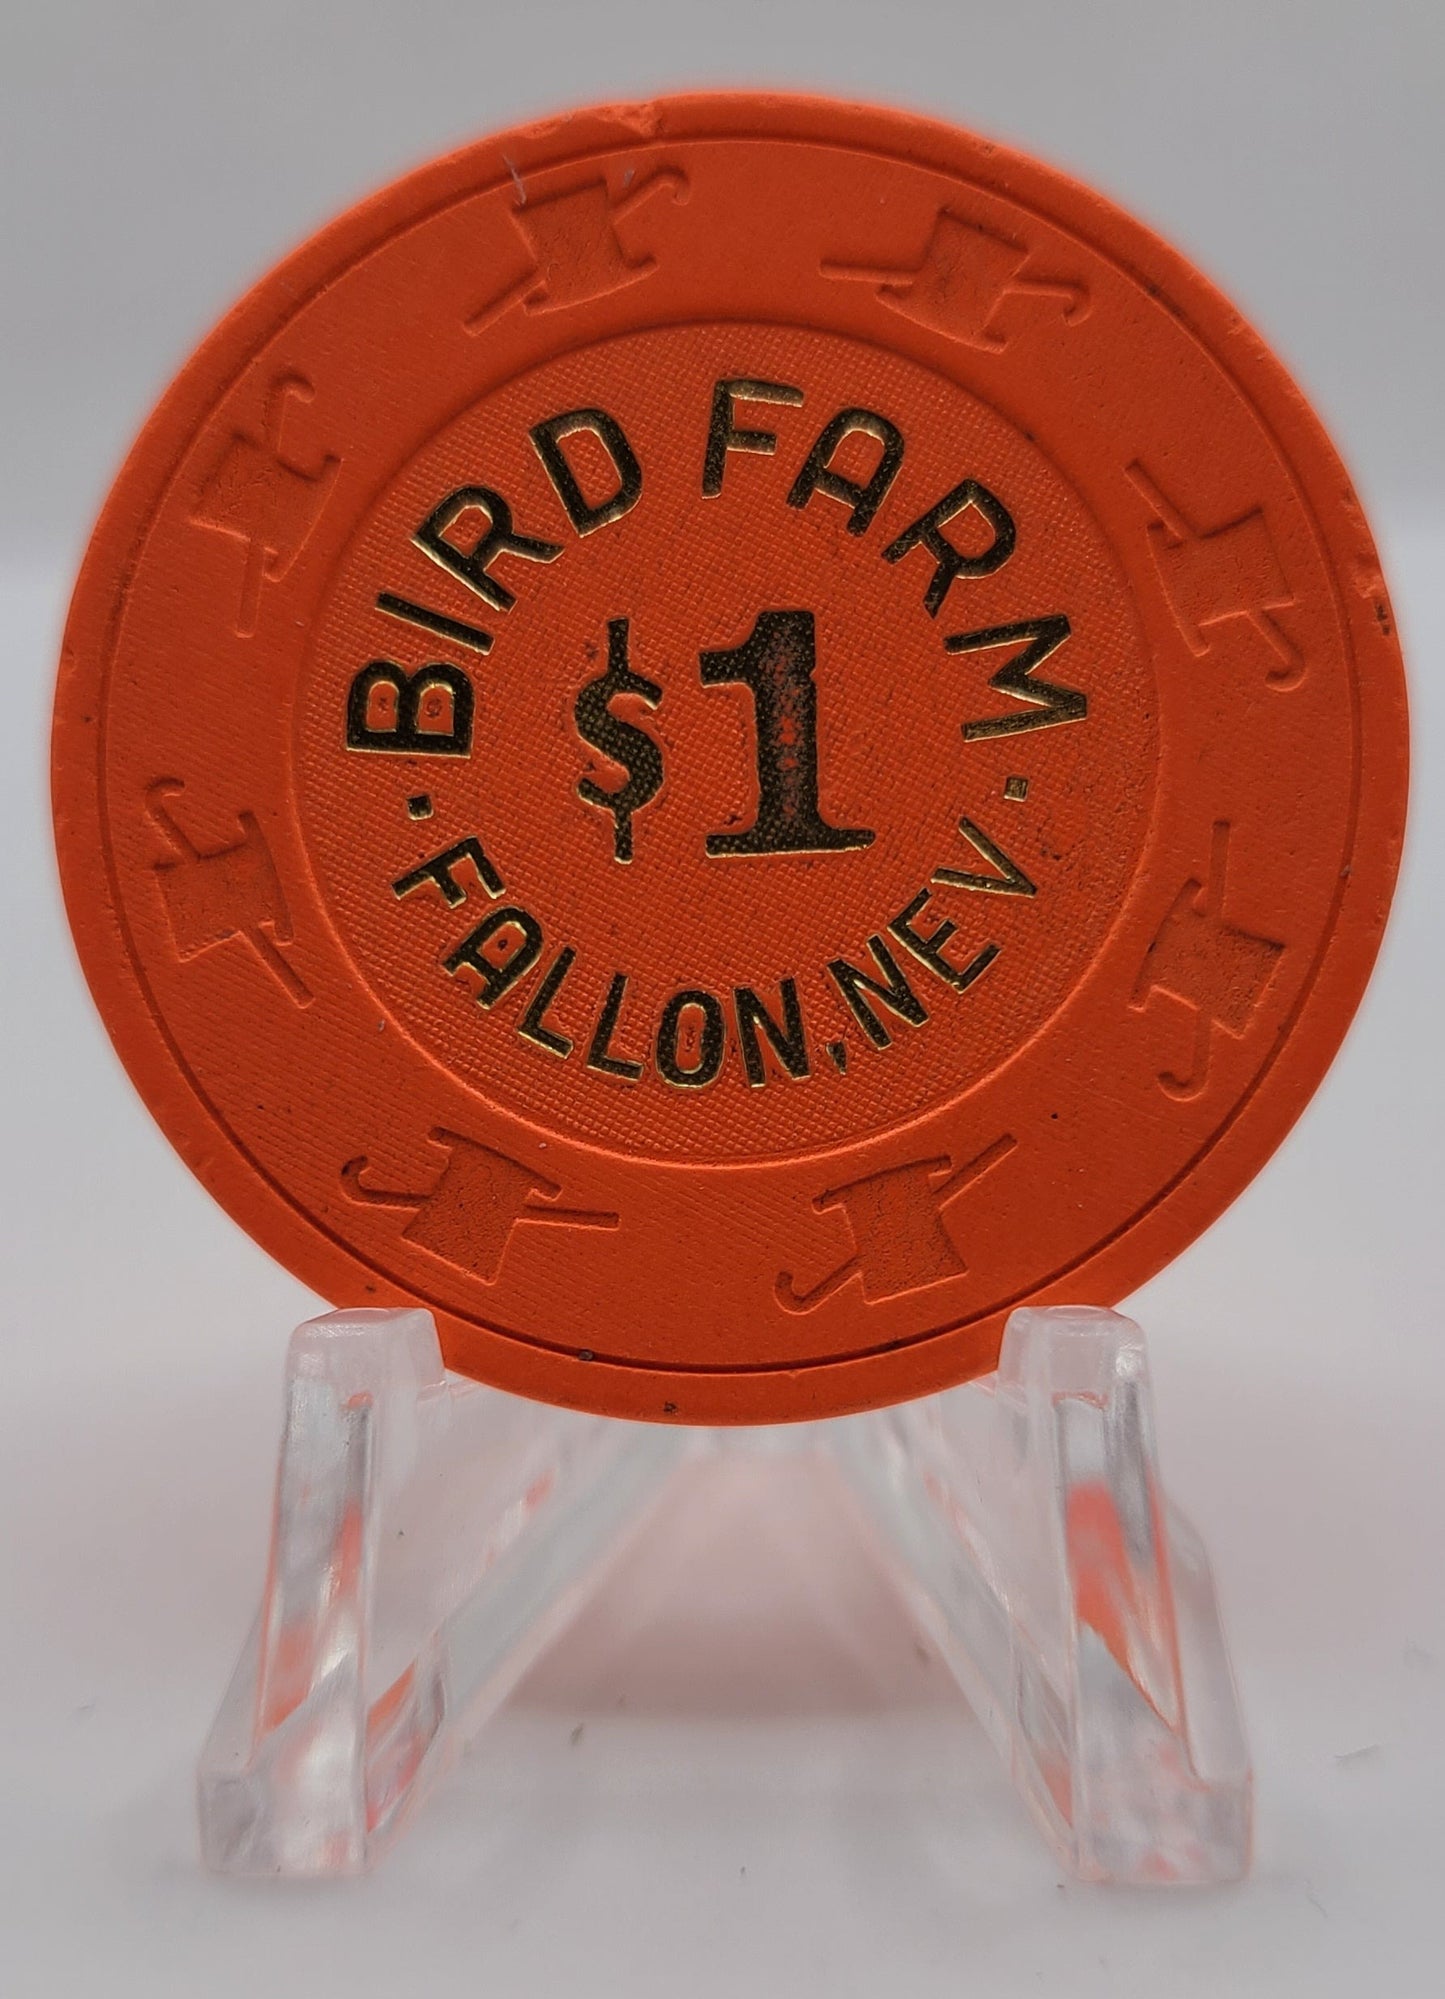 · BIRD FARM ·
$1
FALLON, NEV